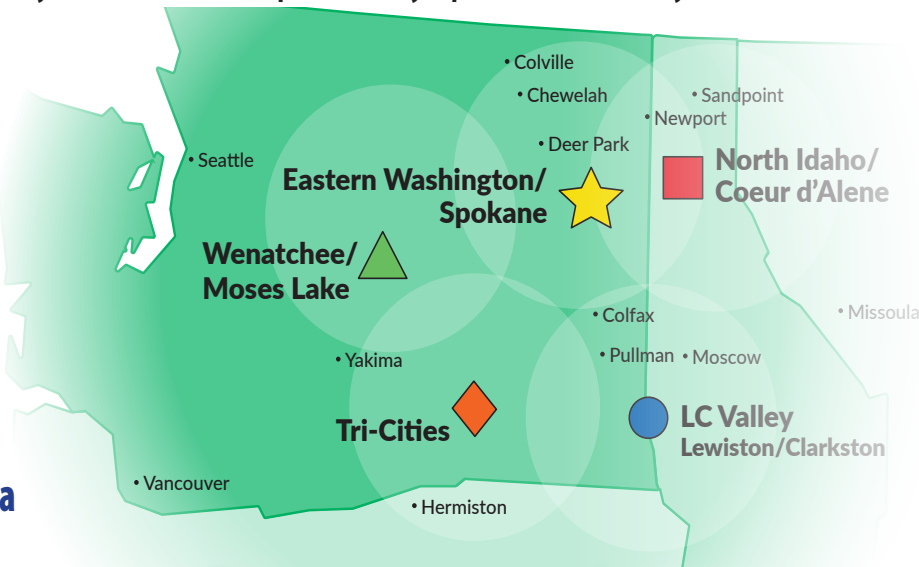 Colville
Chewelah
Sandpoint
Newport
Deer Park
Seattle
North Idaho/
Coeur d'Alene
Eastern Washington/
Spokane
Wenatchee/
Moses Lake
Colfax
Missoula
Yakima
Pullman
Moscow
Tri-Cities
LC Valley
Lewiston/Clarkston
Vancouver
a
Hermiston